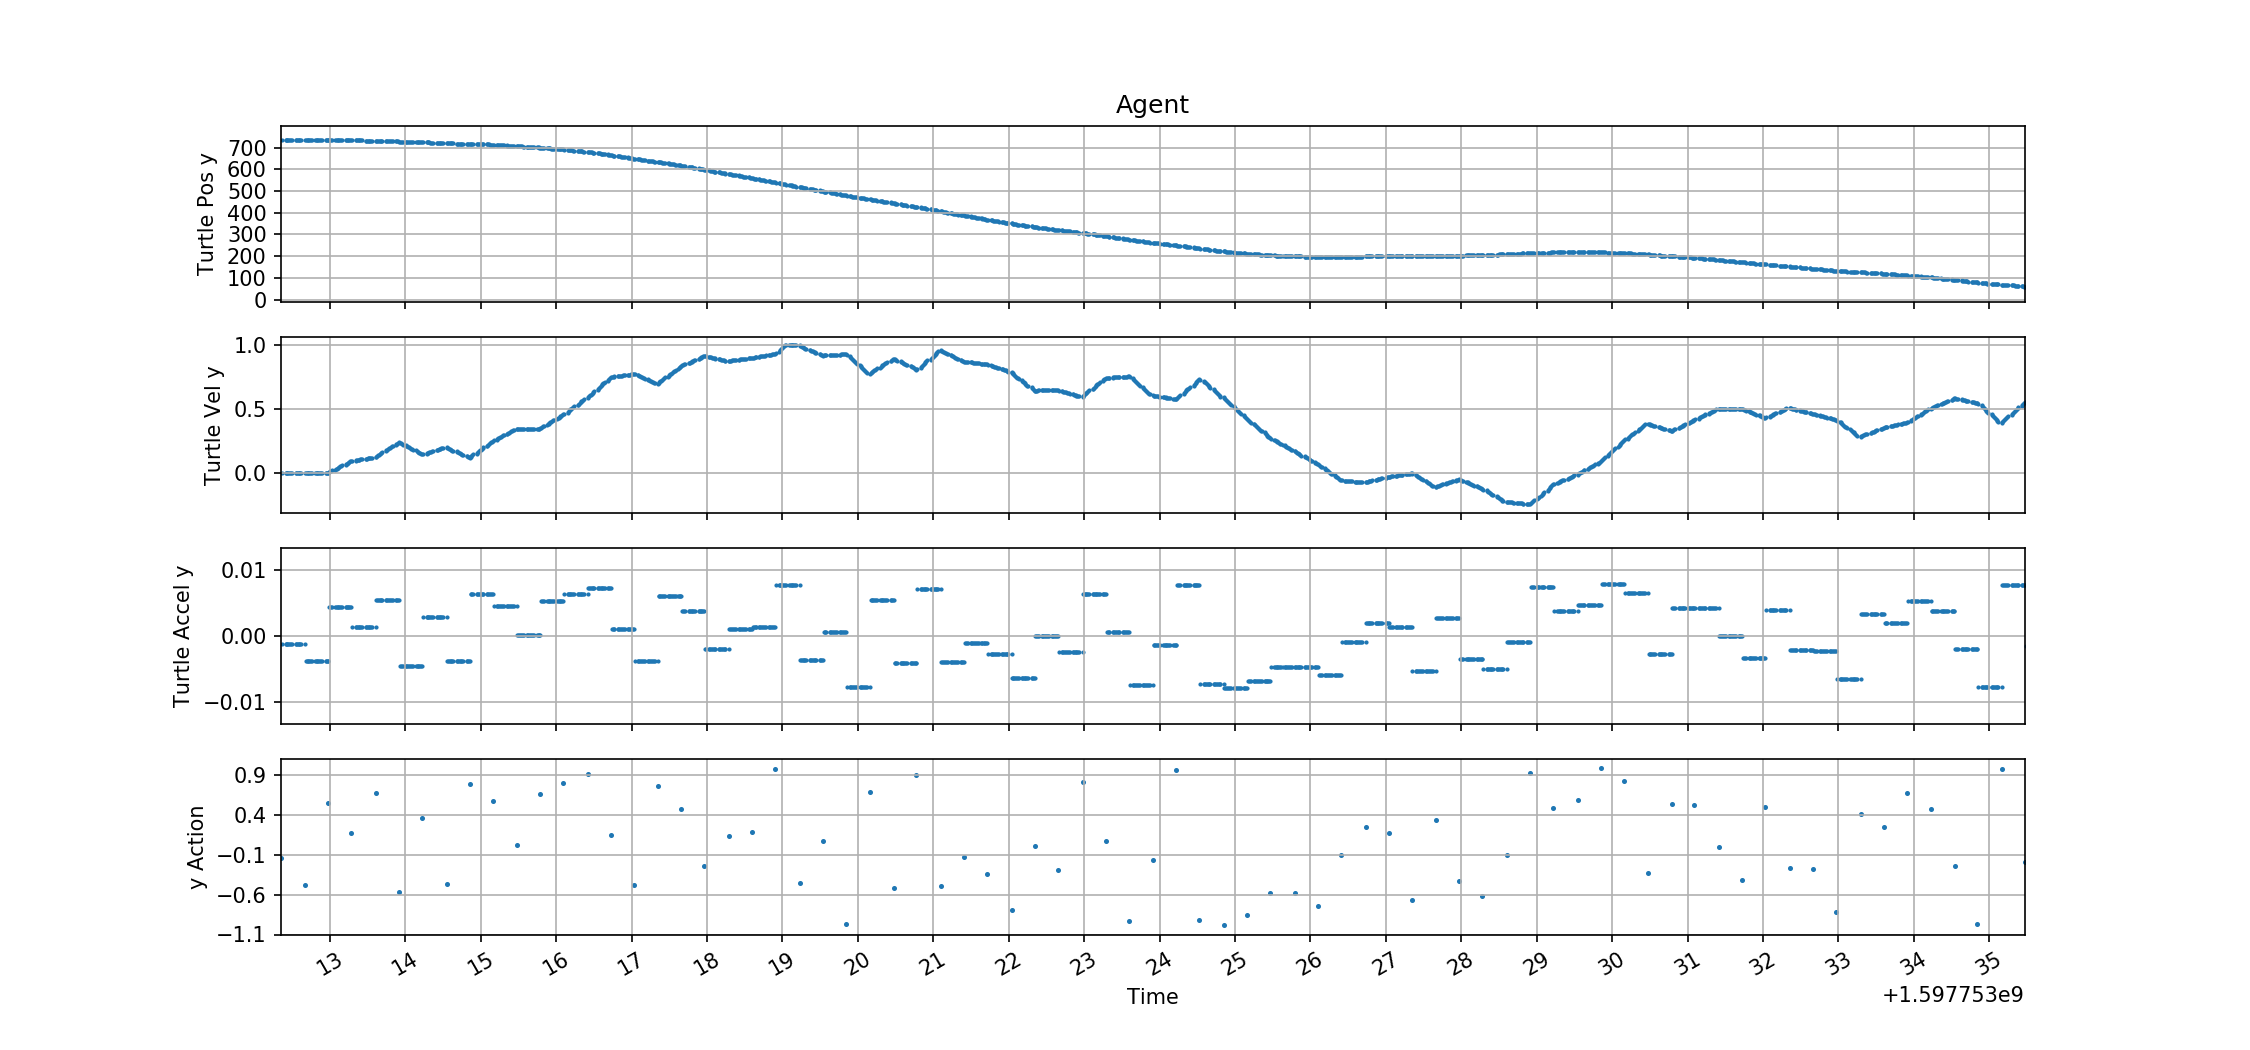 Agent
Turtle Pos y
700
600
500
400
300
200
100
0
Turtle Vel y
1.0
0.5
0.0
Turtle Accel y
0.01
0.00
−0.01
y Action
0.9
0.4
−0.1
−0.6
−1.1
13 14 15 16 17 18 19 20 21 22 23 24 25 26 27 28 29 30 31 32 33 34 35
Time
+1.597753e9